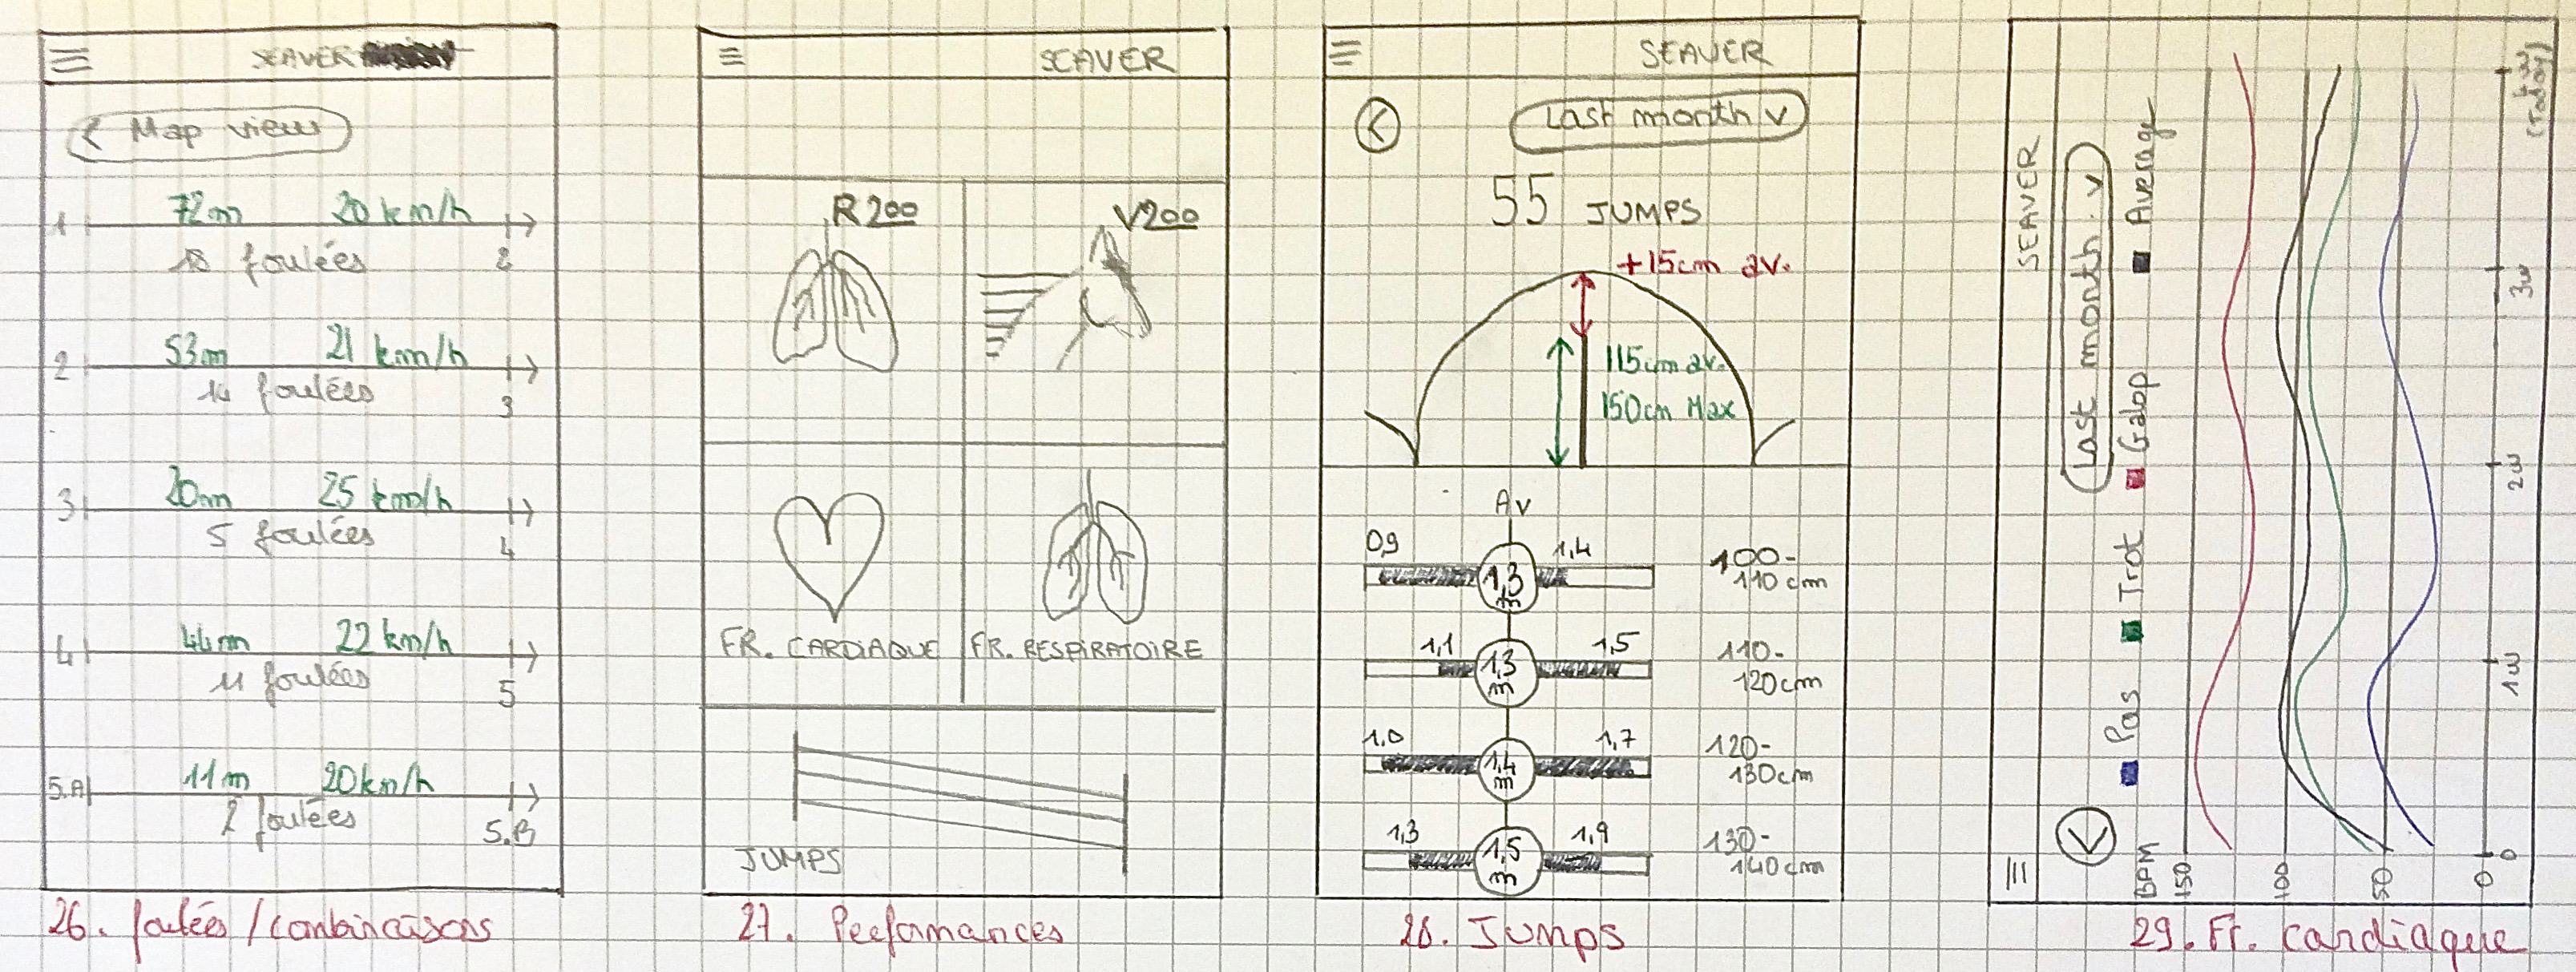 SEAVER
< Map view
72m 20 km/h
1
18 foulées 2
53m 21 km/h
2
14 foulées 3
20m 25 km/h
3
5 foulées 4
44m 22 km/h
4
11 foulées 5
11m 20 km/h
5.A
2 foulées 5.B
26. foulées / combinaisons
SEAVER
R200 V200
FR. CARDIAQUE FR. RESPIRATOIRE
JUMPS
27. Performances
SEAVER
< Last month v
55 JUMPS
+15cm av.
115cm av.
150cm Max
Av
09 1,3 m 1,4 100-
110 cm
1,1 1,3 m 1,5 110-
120cm
1,0 1,4 m 1,7 120-
130cm
1,3 1,5 m 1,9 130-
140cm
28. Jumps
SEAVER
< Last month v
Pas Trot Galop Average
BPM
150
100
50
0
0 1w 2w 3w
(Today)
29. Fr. cardiaque